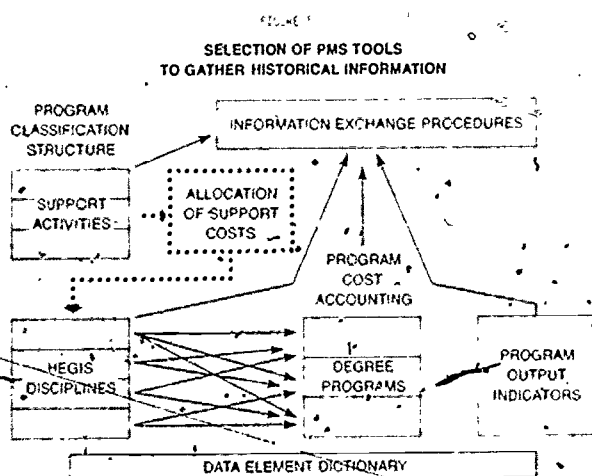 SELECTION OF PMS TOOLS
TO GATHER HISTORICAL INFORMATION
PROGRAM
CLASSIFICATION
STRUCTURE
INFORMATION EXCHANGE PROCEDURES
SUPPORT
ACTIVITIES
ALLOCATION
OF SUPPORT
COSTS
PROGRAM
COST
ACCOUNTING
HEGIS
DISCIPLINES
DEGREE
PROGRAMS
PROGRAM
OUTPUT
INDICATORS
DATA ELEMENT DICTIONARY